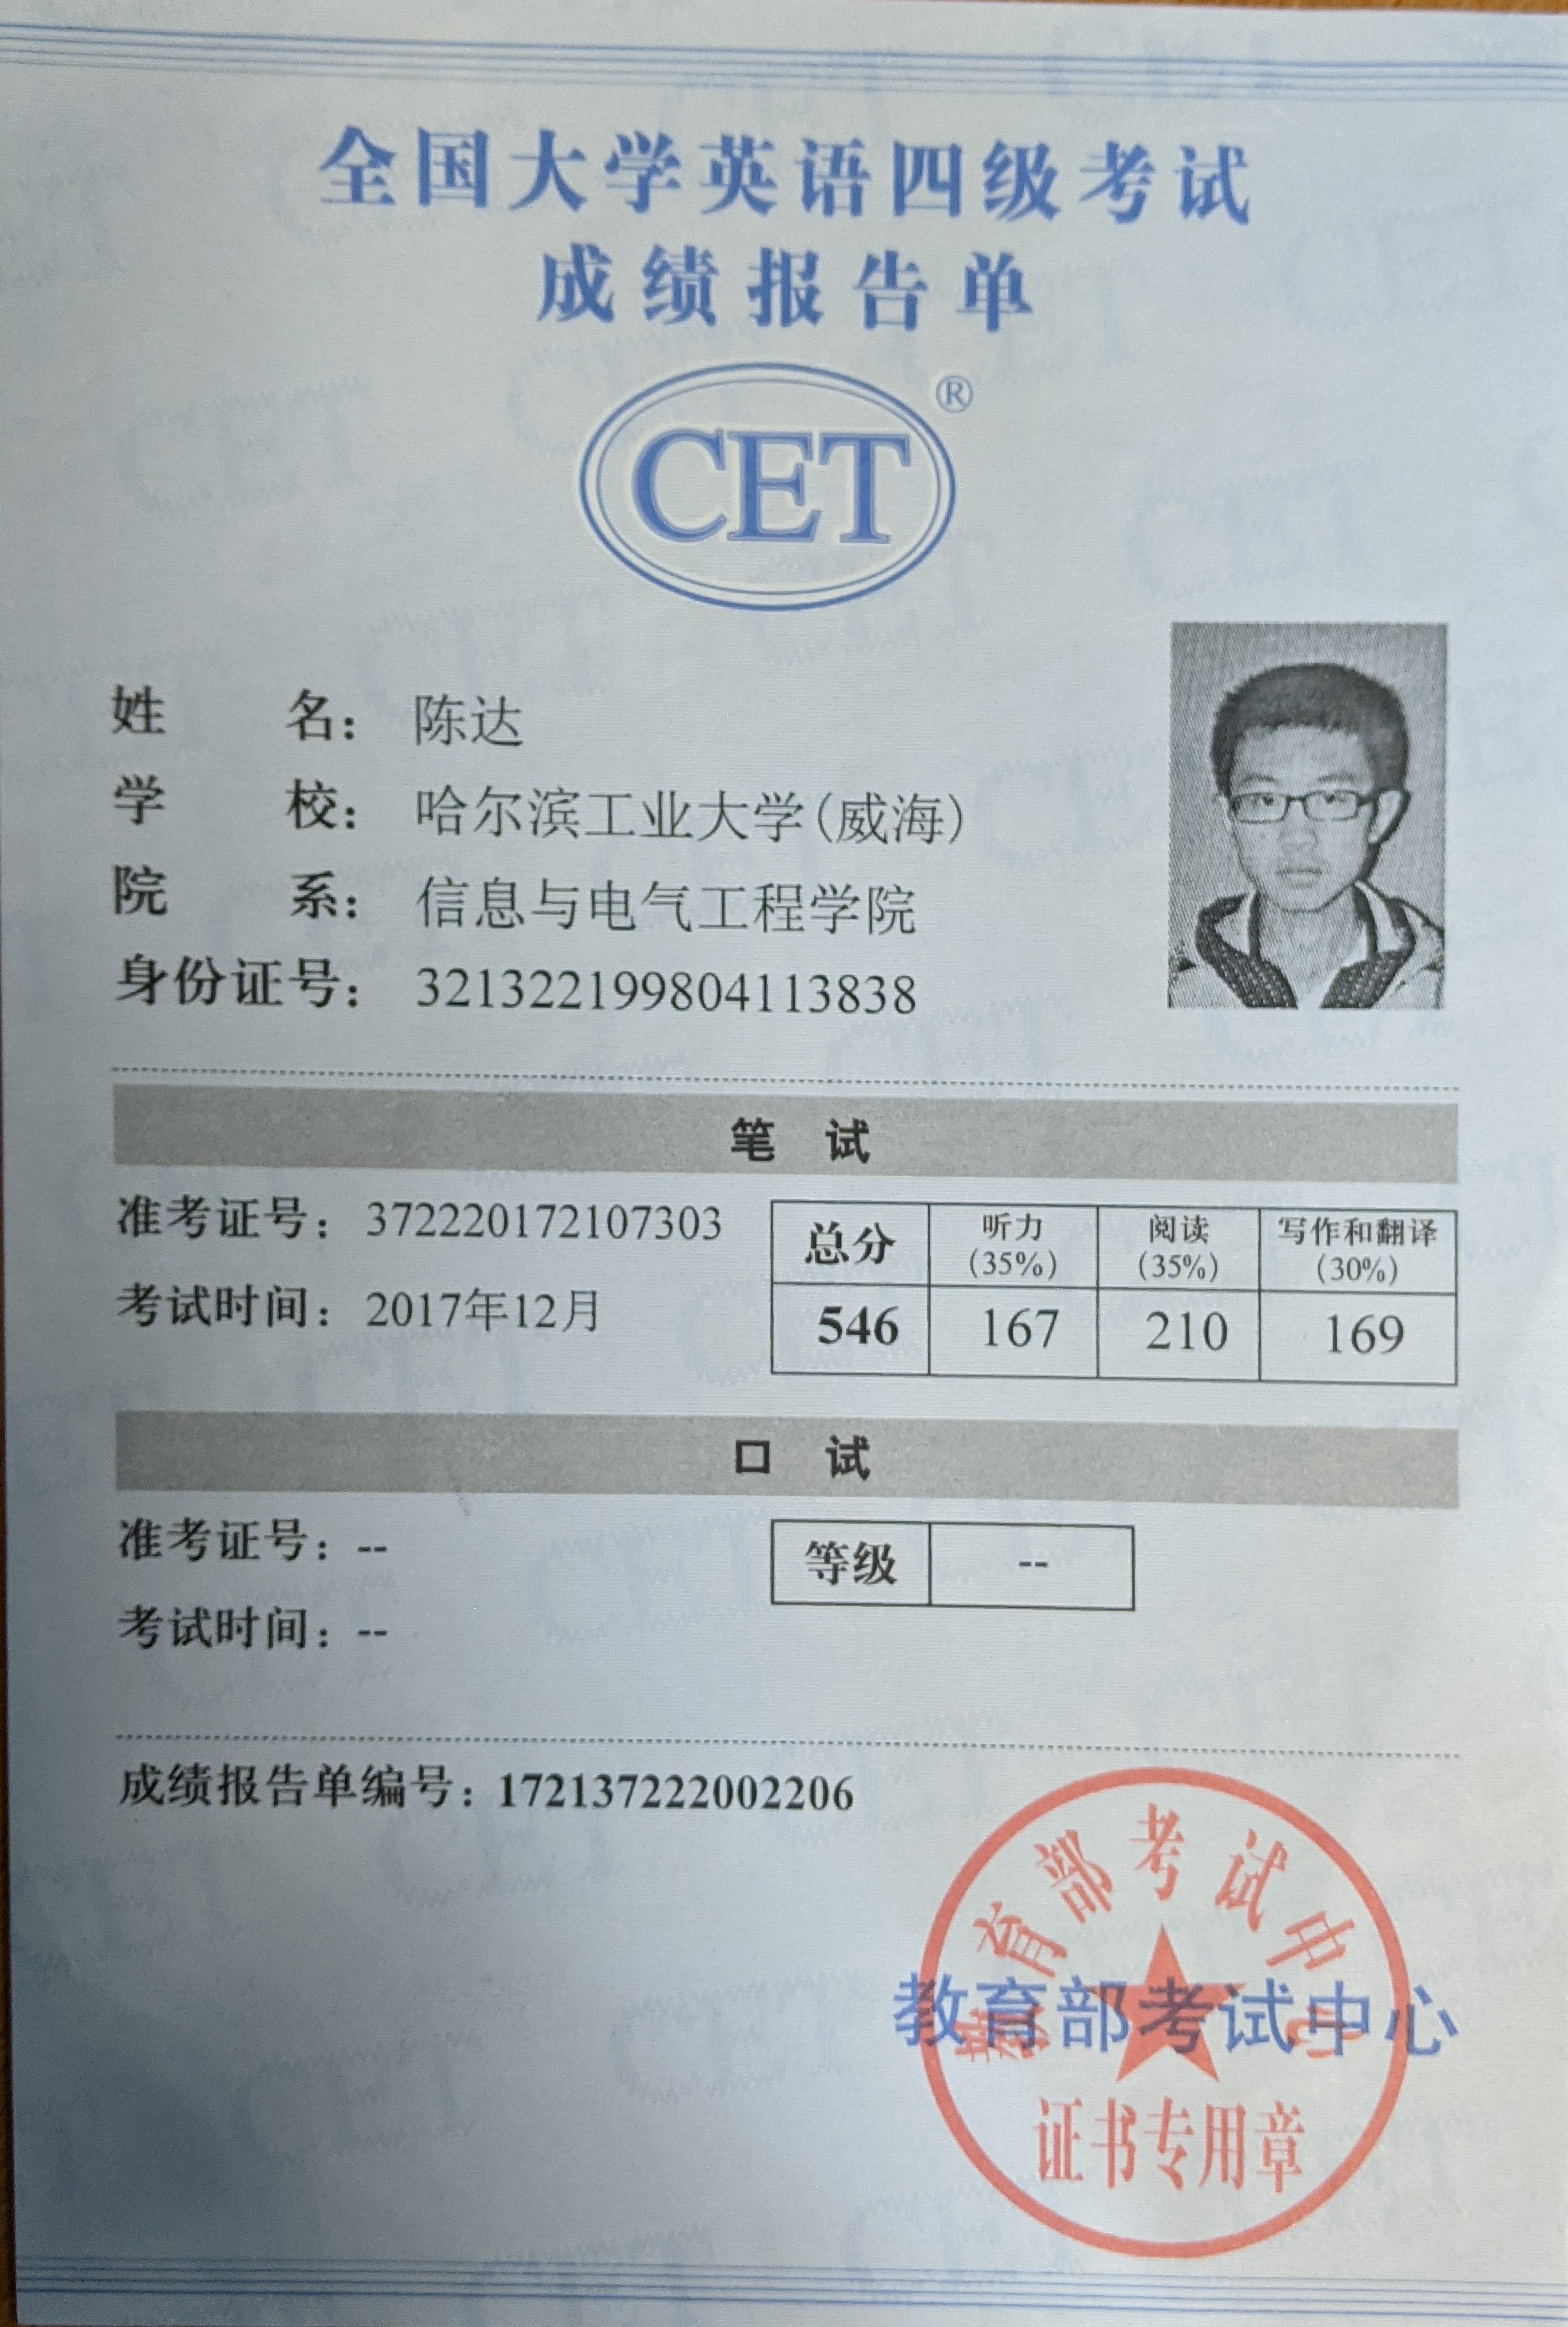 全国大学英语四级考试
成绩报告单
CET®
姓 名： 陈达
学 校： 哈尔滨工业大学(威海)
院 系： 信息与电气工程学院
身份证号： 321322199804113838
笔 试
准考证号： 372220172107303
考试时间： 2017年12月
总分 听力(35%) 阅读(35%) 写作和翻译(30%)
546 167 210 169
口 试
准考证号： --
考试时间： --
等级 --
成绩报告单编号： 172137222002206
教育部考试中心
教育部考试中心
证书专用章